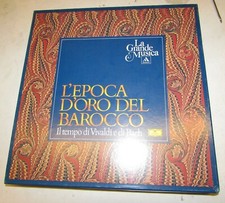 La
Grande
Musica
L'EPOCA
D'ORO DEL
BAROCCO
Il tempo di Vivaldi e di Bach